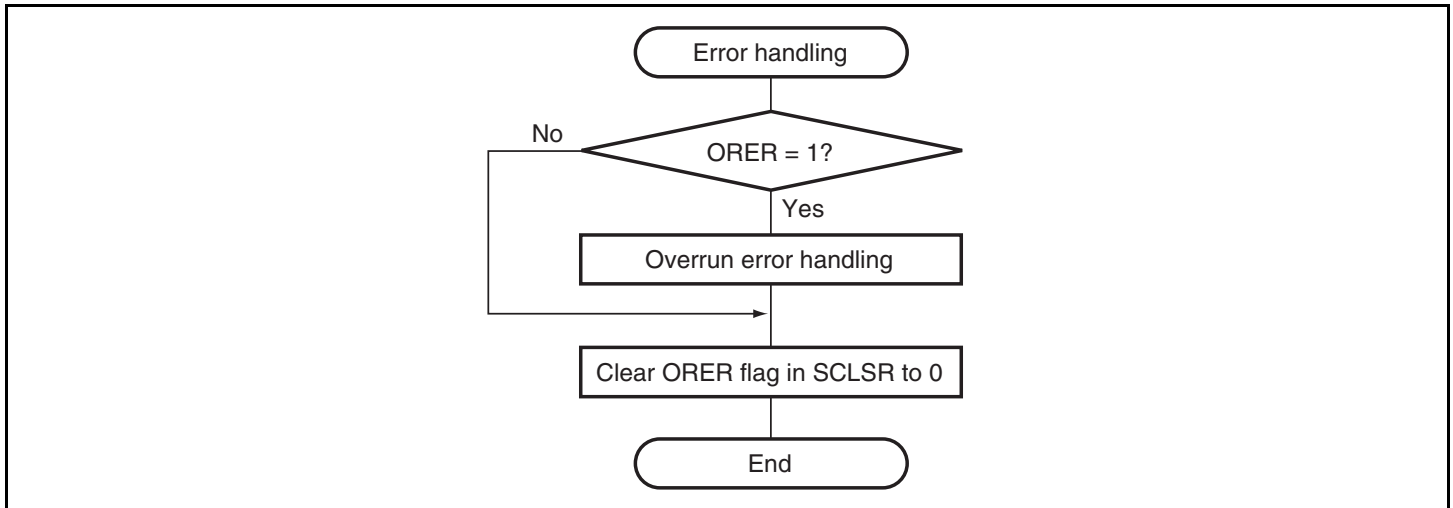 Error handling
No
ORER = 1?
Yes
Overrun error handling
Clear ORER flag in SCLSR to 0
End